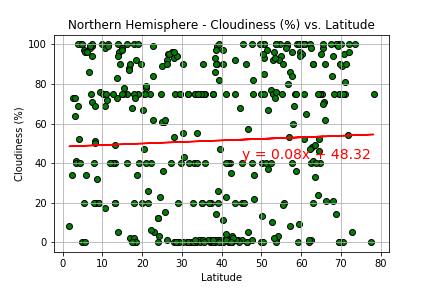 Northern Hemisphere - Cloudiness (%) vs. Latitude
100
80
60
40
20
0
Cloudiness (%)
y = 0.08x + 48.32
0 10 20 30 40 50 60 70 80
Latitude